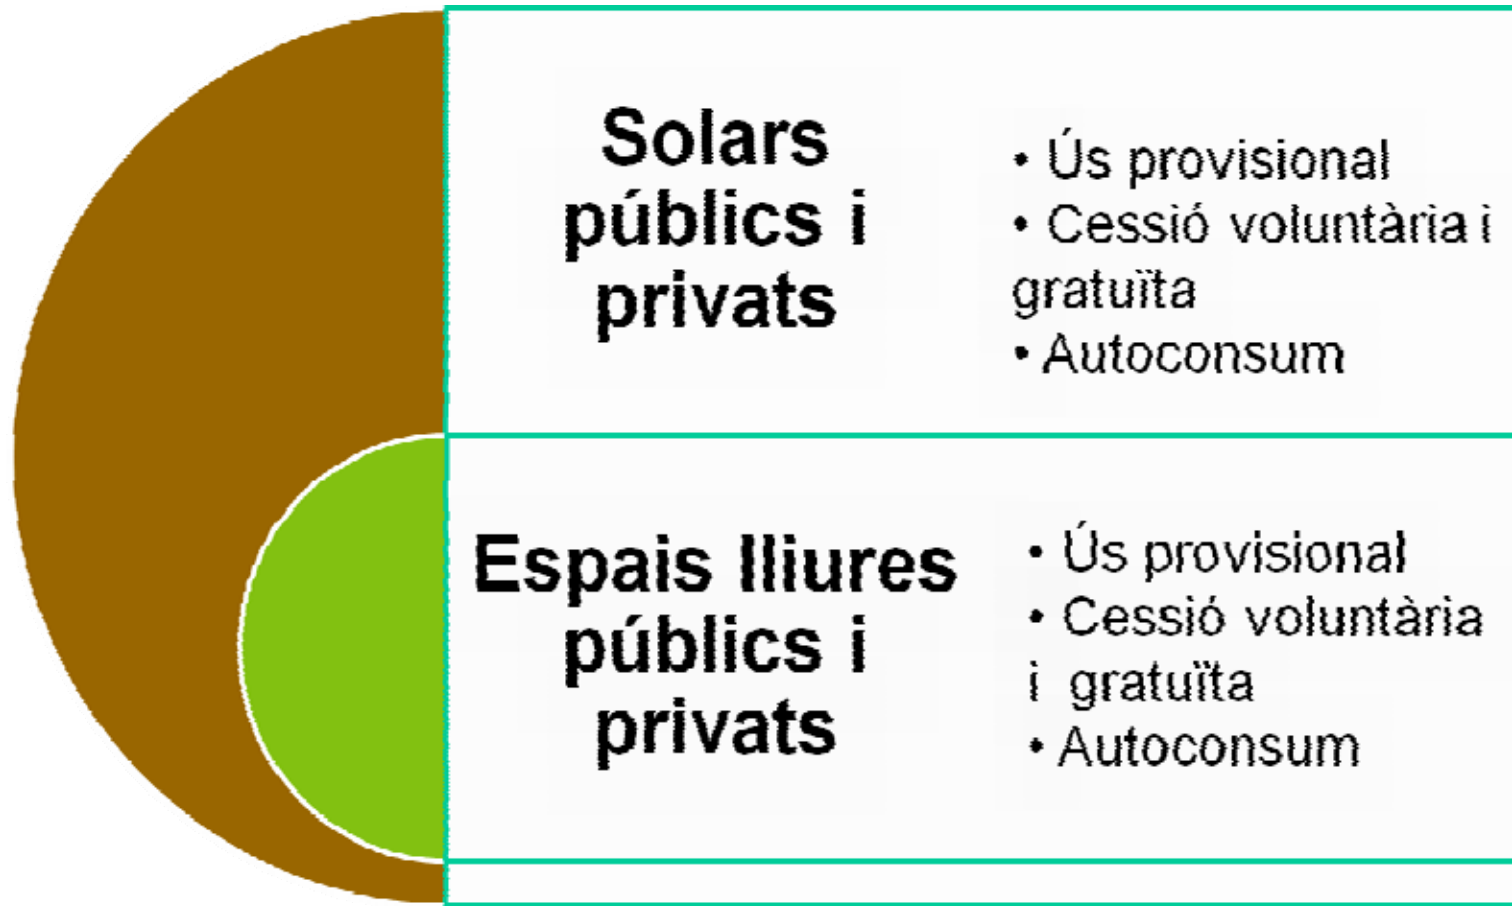 Solars
públics i
privats
• Ús provisional
• Cessió voluntària i
gratuïta
• Autoconsum
Espais lliures
públics i
privats
• Ús provisional
• Cessió voluntària
i gratuïta
• Autoconsum